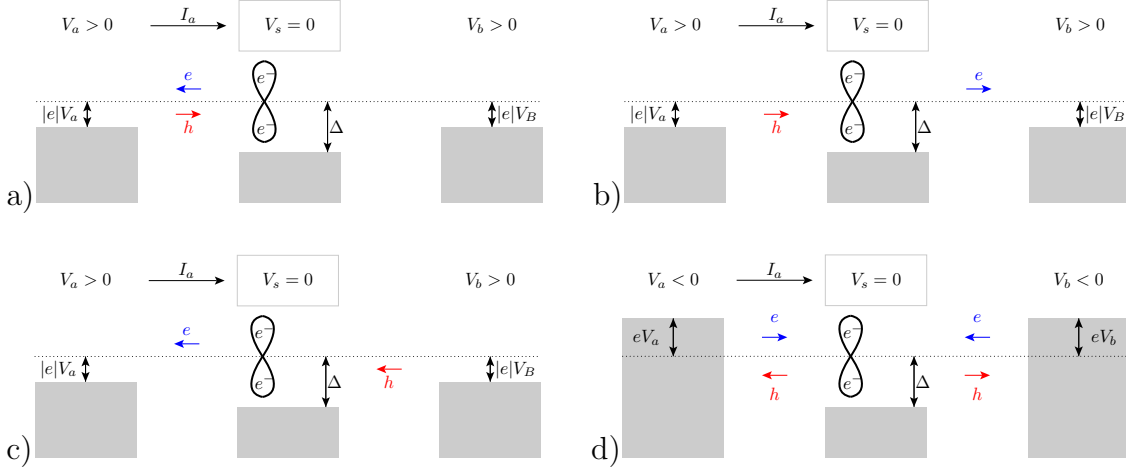 V_a > 0 I_a V_s = 0 V_b > 0
e e⁻
|e|V_a |e|V_B
h e⁻ Δ
a)
V_a > 0 I_a V_s = 0 V_b > 0
e⁻ e
|e|V_a |e|V_B
h e⁻ Δ
b)
V_a > 0 I_a V_s = 0 V_b > 0
e e⁻
|e|V_a |e|V_B
e⁻ Δ h
c)
V_a < 0 I_a V_s = 0 V_b < 0
e e⁻ e
eV_a eV_b
h e⁻ Δ h
d)